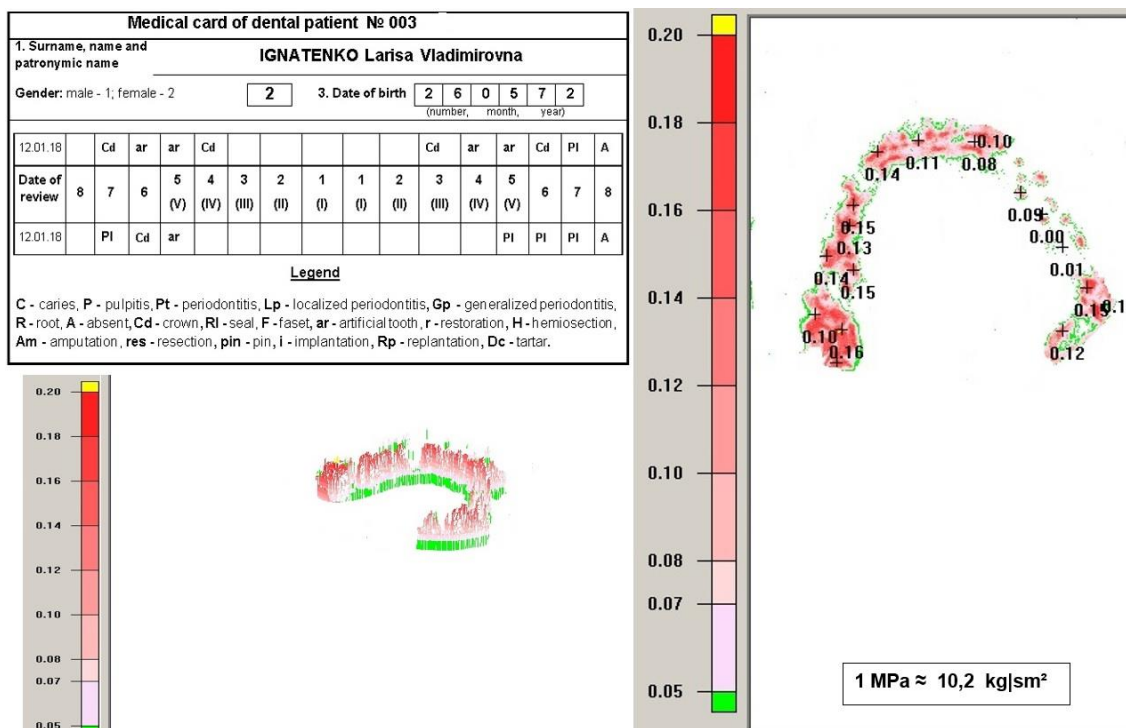 Medical card of dental patient № 003
1. Surname, name and patronymic name
IGNATENKO Larisa Vladimirovna
Gender: male - 1; female - 2
2
3. Date of birth
2 6 0 5 7 2
(number, month, year)
12.01.18 Cd ar ar Cd Cd ar ar Cd Pl A
Date of review 8 7 6 5 (V) 4 (IV) 3 (III) 2 (II) 1 (I) 1 (I) 2 (II) 3 (III) 4 (IV) 5 (V) 6 7 8
12.01.18 Pl Cd ar Pl Pl Pl A
Legend
C - caries, P - pulpitis, Pt - periodontitis, Lp - localized periodontitis, Gp - generalized periodontitis,
R - root, A - absent, Cd - crown, Pl - seal, F - faset, ar - artificial tooth, r - restoration, H - hemiosection,
Am - amputation, res - resection, pin - pin, i - implantation, Rp - replantation, Dc - tartar.
0.20
0.18
0.16
0.14
0.12
0.10
0.08
0.07
0.05
0.20
0.18
0.16
0.14
0.12
0.10
0.08
0.07
0.05
0.10
0.11
0.08
0.14
0.09
0.15
0.00
0.13
0.01
0.14
0.15
0.15
0.10
0.16
0.12
1 MPa ≈ 10,2 kg|sm²